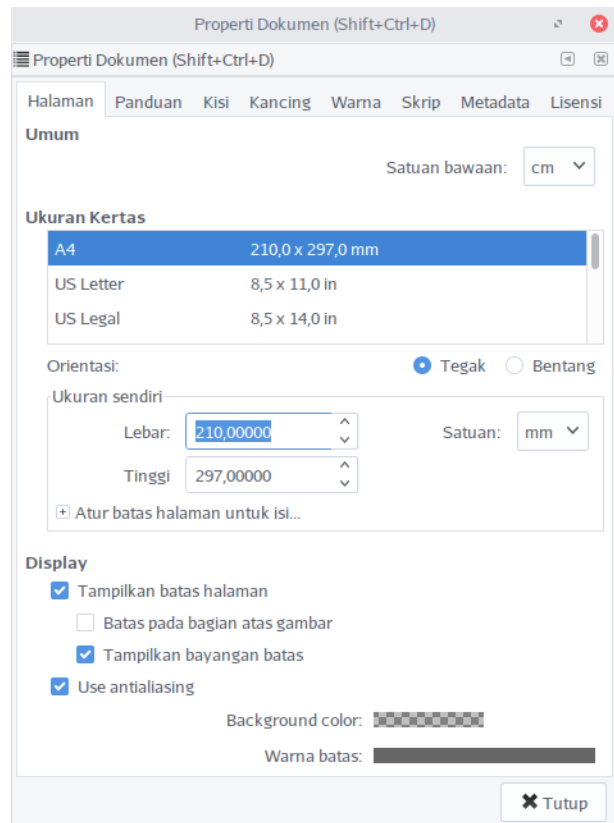 Properti Dokumen (Shift+Ctrl+D)
Properti Dokumen (Shift+Ctrl+D)
Halaman Panduan Kisi Kancing Warna Skrip Metadata Lisensi
Umum
Satuan bawaan: cm
Ukuran Kertas
A4 210,0 x 297,0 mm
US Letter 8,5 x 11,0 in
US Legal 8,5 x 14,0 in
Orientasi: Tegak Bentang
Ukuran sendiri
Lebar: 210,00000 Satuan: mm
Tinggi 297,00000
Atur batas halaman untuk isi...
Display
Tampilkan batas halaman
Batas pada bagian atas gambar
Tampilkan bayangan batas
Use antialiasing
Background color:
Warna batas:
Tutup